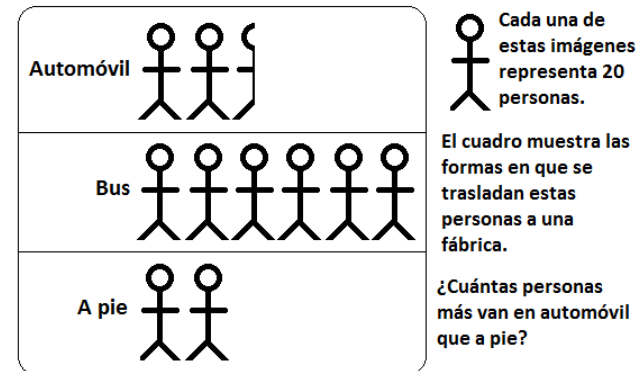 Automóvil
Bus
A pie
Cada una de
estas imágenes
representa 20
personas.
El cuadro muestra las
formas en que se
trasladan estas
personas a una
fábrica.
¿Cuántas personas
más van en automóvil
que a pie?